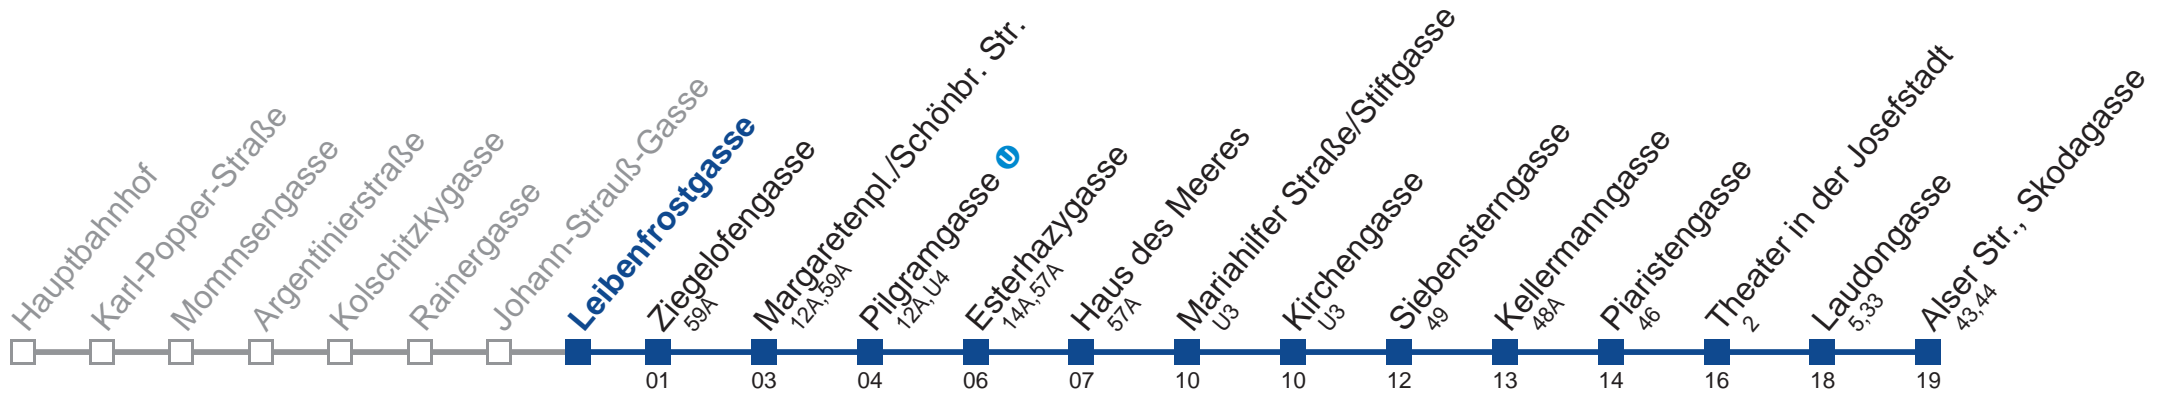 Hauptbahnhof
Karl-Popper-Straße
Mommsengasse
Argentinierstraße
Kolschitzkygasse
Rainergasse
Johann-Strauß-Gasse
Leibenfrostgasse
Ziegelofengasse
59A
01
Margaretenpl./Schönbr. Str.
12A,59A
03
Pilgramgasse U
12A,U4
04
Esterhazygasse
14A,57A
06
Haus des Meeres
57A
07
Mariahilfer Straße/Stiftgasse
U3
10
Kirchengasse
U3
10
Siebensterngasse
49
12
Kellermanngasse
48A
13
Piaristengasse
46
14
Theater in der Josefstadt
2
16
Laudongasse
5,33
18
Alser Str., Skodagasse
43,44
19